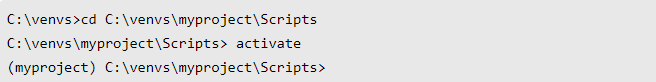 C:\venvs>cd C:\venvs\myproject\Scripts
C:\venvs\myproject\Scripts> activate
(myproject) C:\venvs\myproject\Scripts>